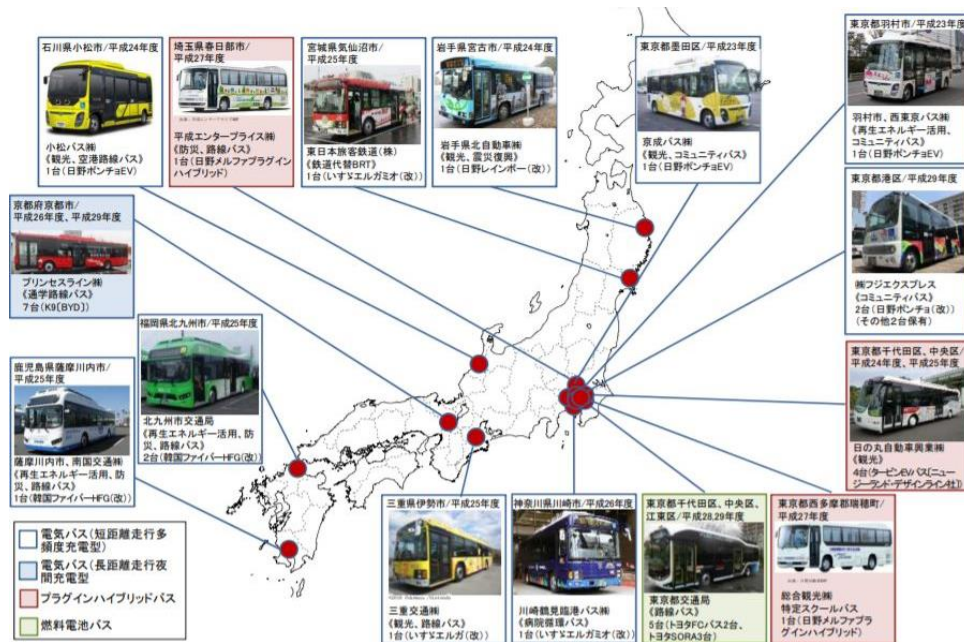 石川県小松市/平成24年度
小松バス㈱
《観光、空港路線バス》
1台(日野ポンチョEV)
埼玉県春日部市/
平成27年度
平成エンタープライズ㈱
《防災、路線バス》
1台(日野メルファプラグイン
ハイブリッド)
宮城県気仙沼市/
平成25年度
東日本旅客鉄道(株)
《鉄道代替BRT》
1台(いすゞエルガミオ(改))
岩手県宮古市/平成24年度
岩手県北自動車㈱
《観光、震災復興》
1台(日野レインボー(改))
東京都墨田区/平成23年度
京成バス㈱
《観光、コミュニティバス》
1台(日野ポンチョEV)
東京都羽村市/平成23年度
羽村市、西東京バス㈱
《再生エネルギー活用、
コミュニティバス》
1台(日野ポンチョEV)
東京都港区/平成29年度
㈱フジエクスプレス
《コミュニティバス》
2台(日野ポンチョ(改))
(その他2台保有)
東京都千代田区、中央区/
平成24年度、平成25年度
日の丸自動車興業㈱
《観光》
4台(タービンEVバス[ニュー
ジーランド・デザインライン社])
京都府京都市/
平成26年度、平成29年度
プリンセスライン㈱
《通学路線バス》
7台(K9[BYD])
福岡県北九州市/平成25年度
北九州市交通局
《再生エネルギー活用、防
災、路線バス》
2台(韓国ファイバーHFG(改))
鹿児島県薩摩川内市/
平成25年度
薩摩川内市、南国交通㈱
《再生エネルギー活用、防
災、路線バス》
1台(韓国ファイバーHFG(改))
三重県伊勢市/平成25年度
三重交通㈱
《観光、路線バス》
1台(いすゞエルガ(改))
神奈川県川崎市/平成26年度
川崎鶴見臨港バス㈱
《病院循環バス》
1台(いすゞエルガミオ(改))
東京都千代田区、中央区、
江東区/平成28,29年度
東京都交通局
《路線バス》
5台(トヨタFCバス2台、
トヨタSORA3台)
東京都西多摩郡瑞穂町/
平成27年度
総合観光㈱
特定スクールバス
1台(日野メルファプラ
グインハイブリッド)
電気バス(短距離走行多
頻度充電型)
電気バス(長距離走行夜
間充電型)
プラグインハイブリッドバス
燃料電池バス